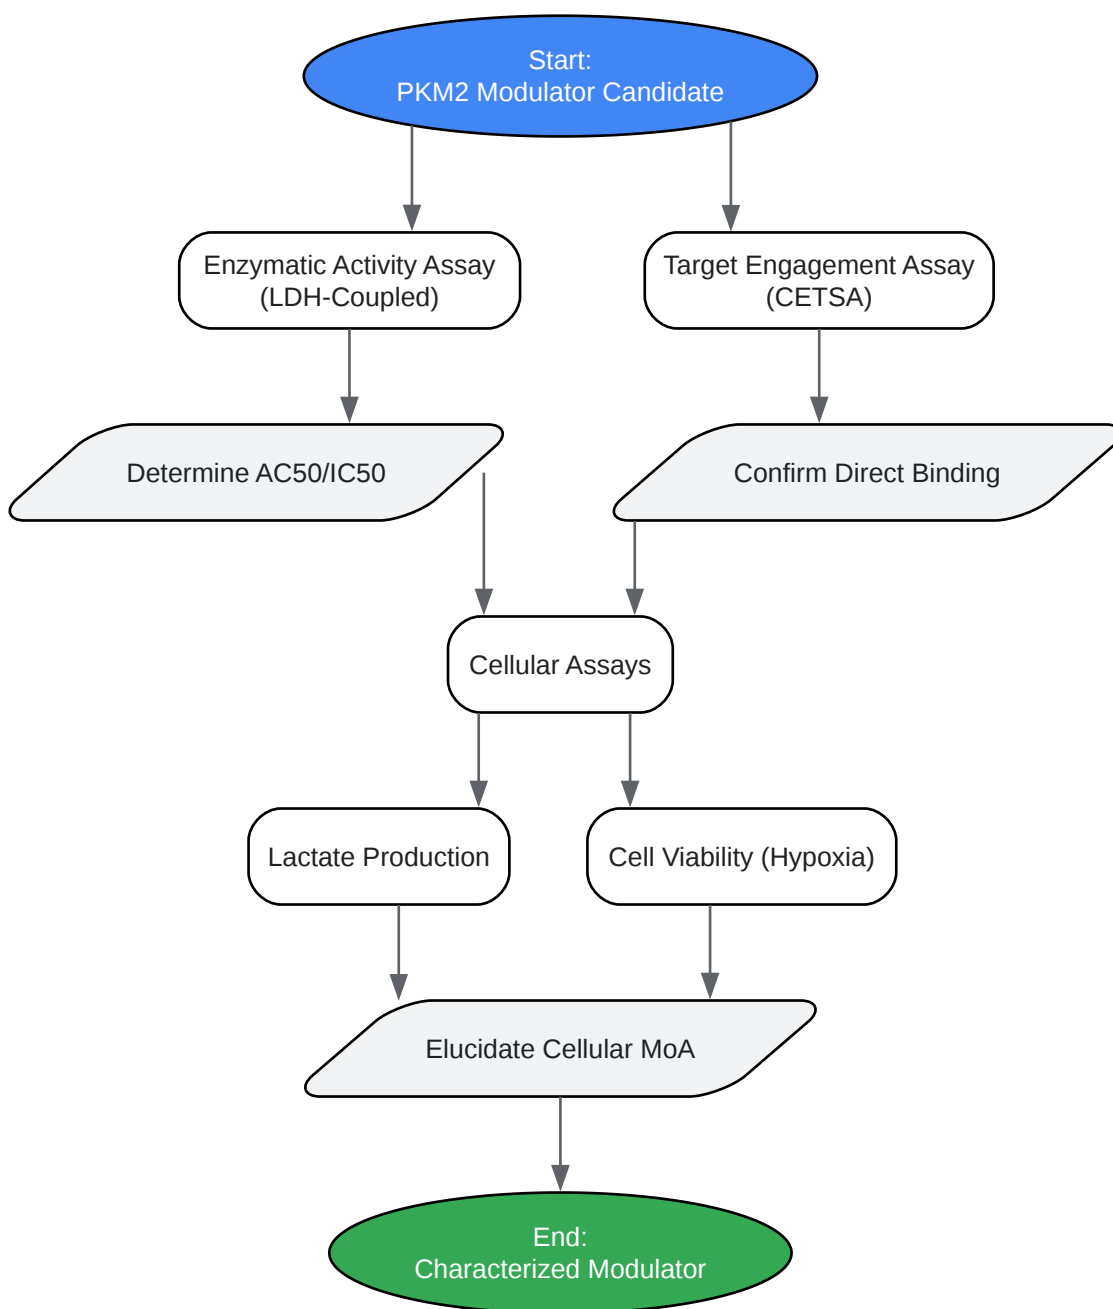 Start:
PKM2 Modulator Candidate
Enzymatic Activity Assay
(LDH-Coupled)
Target Engagement Assay
(CETSA)
Determine AC50/IC50
Confirm Direct Binding
Cellular Assays
Lactate Production
Cell Viability (Hypoxia)
Elucidate Cellular MoA
End:
Characterized Modulator